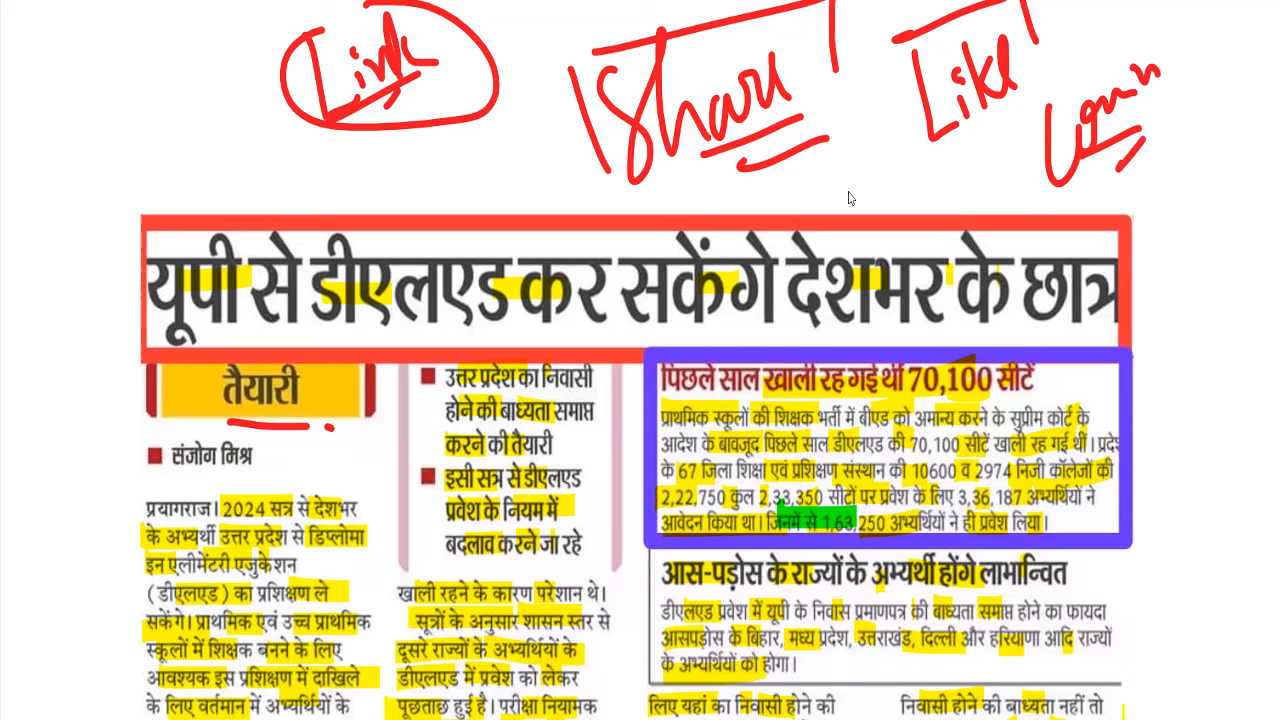 Link
Share
Like
Comm
यूपी से डीएलएड कर सकेंगे देशभर के छात्र
तैयारी
संजोग मिश्र
प्रयागराज। 2024 सत्र से देशभर
के अभ्यर्थी उत्तर प्रदेश से डिप्लोमा
इन एलीमेंटरी एजुकेशन
(डीएलएड) का प्रशिक्षण ले
सकेंगे। प्राथमिक एवं उच्च प्राथमिक
स्कूलों में शिक्षक बनने के लिए
आवश्यक इस प्रशिक्षण में दाखिले
के लिए वर्तमान में अभ्यर्थियों के
उत्तर प्रदेश का निवासी
होने की बाध्यता समाप्त
करने की तैयारी
इसी सत्र से डीएलएड
प्रवेश के नियम में
बदलाव करने जा रहे
खाली रहने के कारण परेशान थे।
सूत्रों के अनुसार शासन स्तर से
दूसरे राज्यों के अभ्यर्थियों के
डीएलएड में प्रवेश को लेकर
पूछताछ हुई है। परीक्षा नियामक
पिछले साल खाली रह गई थीं 70,100 सीटें
प्राथमिक स्कूलों की शिक्षक भर्ती में बीएड को अमान्य करने के सुप्रीम कोर्ट के
आदेश के बावजूद पिछले साल डीएलएड की 70,100 सीटें खाली रह गई थीं। प्रदेश
के 67 जिला शिक्षा एवं प्रशिक्षण संस्थान की 10600 व 2974 निजी कॉलेजों की
2,22,750 कुल 2,33,350 सीटों पर प्रवेश के लिए 3,36,187 अभ्यर्थियों ने
आवेदन किया था। जिनमें से 1,63,250 अभ्यर्थियों ने ही प्रवेश लिया।
आस-पड़ोस के राज्यों के अभ्यर्थी होंगे लाभान्वित
डीएलएड प्रवेश में यूपी के निवास प्रमाणपत्र की बाध्यता समाप्त होने का फायदा
आसपड़ोस के बिहार, मध्य प्रदेश, उत्तराखंड, दिल्ली और हरियाणा आदि राज्यों
के अभ्यर्थियों को होगा।
लिए यहां का निवासी होने की
निवासी होने की बाध्यता नहीं तो